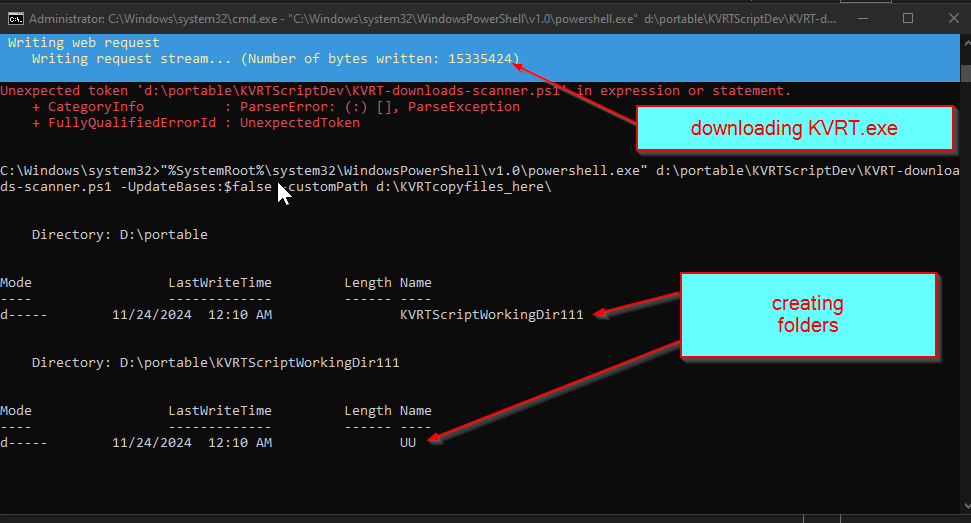 Administrator: C:\Windows\system32\cmd.exe - "C:\Windows\system32\WindowsPowerShell\v1.0\powershell.exe" d:\portable\KVRTScriptDev\KVRT-d...
Writing web request
Writing request stream... (Number of bytes written: 15335424)
Unexpected token 'd:\portable\KVRTScriptDev\KVRT-downloads-scanner.ps1' in expression or statement.
+ CategoryInfo : ParserError: (:) [], ParseException
+ FullyQualifiedErrorId : UnexpectedToken
downloading KVRT.exe
C:\Windows\system32>"%SystemRoot%\system32\WindowsPowerShell\v1.0\powershell.exe" d:\portable\KVRTScriptDev\KVRT-downloa
ds-scanner.ps1 -UpdateBases:$false -customPath d:\KVRTcopyfiles_here\
Directory: D:\portable
Mode LastWriteTime Length Name
---- ------------- ------ ----
d----- 11/24/2024 12:10 AM KVRTScriptWorkingDir111
creating
folders
Directory: D:\portable\KVRTScriptWorkingDir111
Mode LastWriteTime Length Name
---- ------------- ------ ----
d----- 11/24/2024 12:10 AM UU